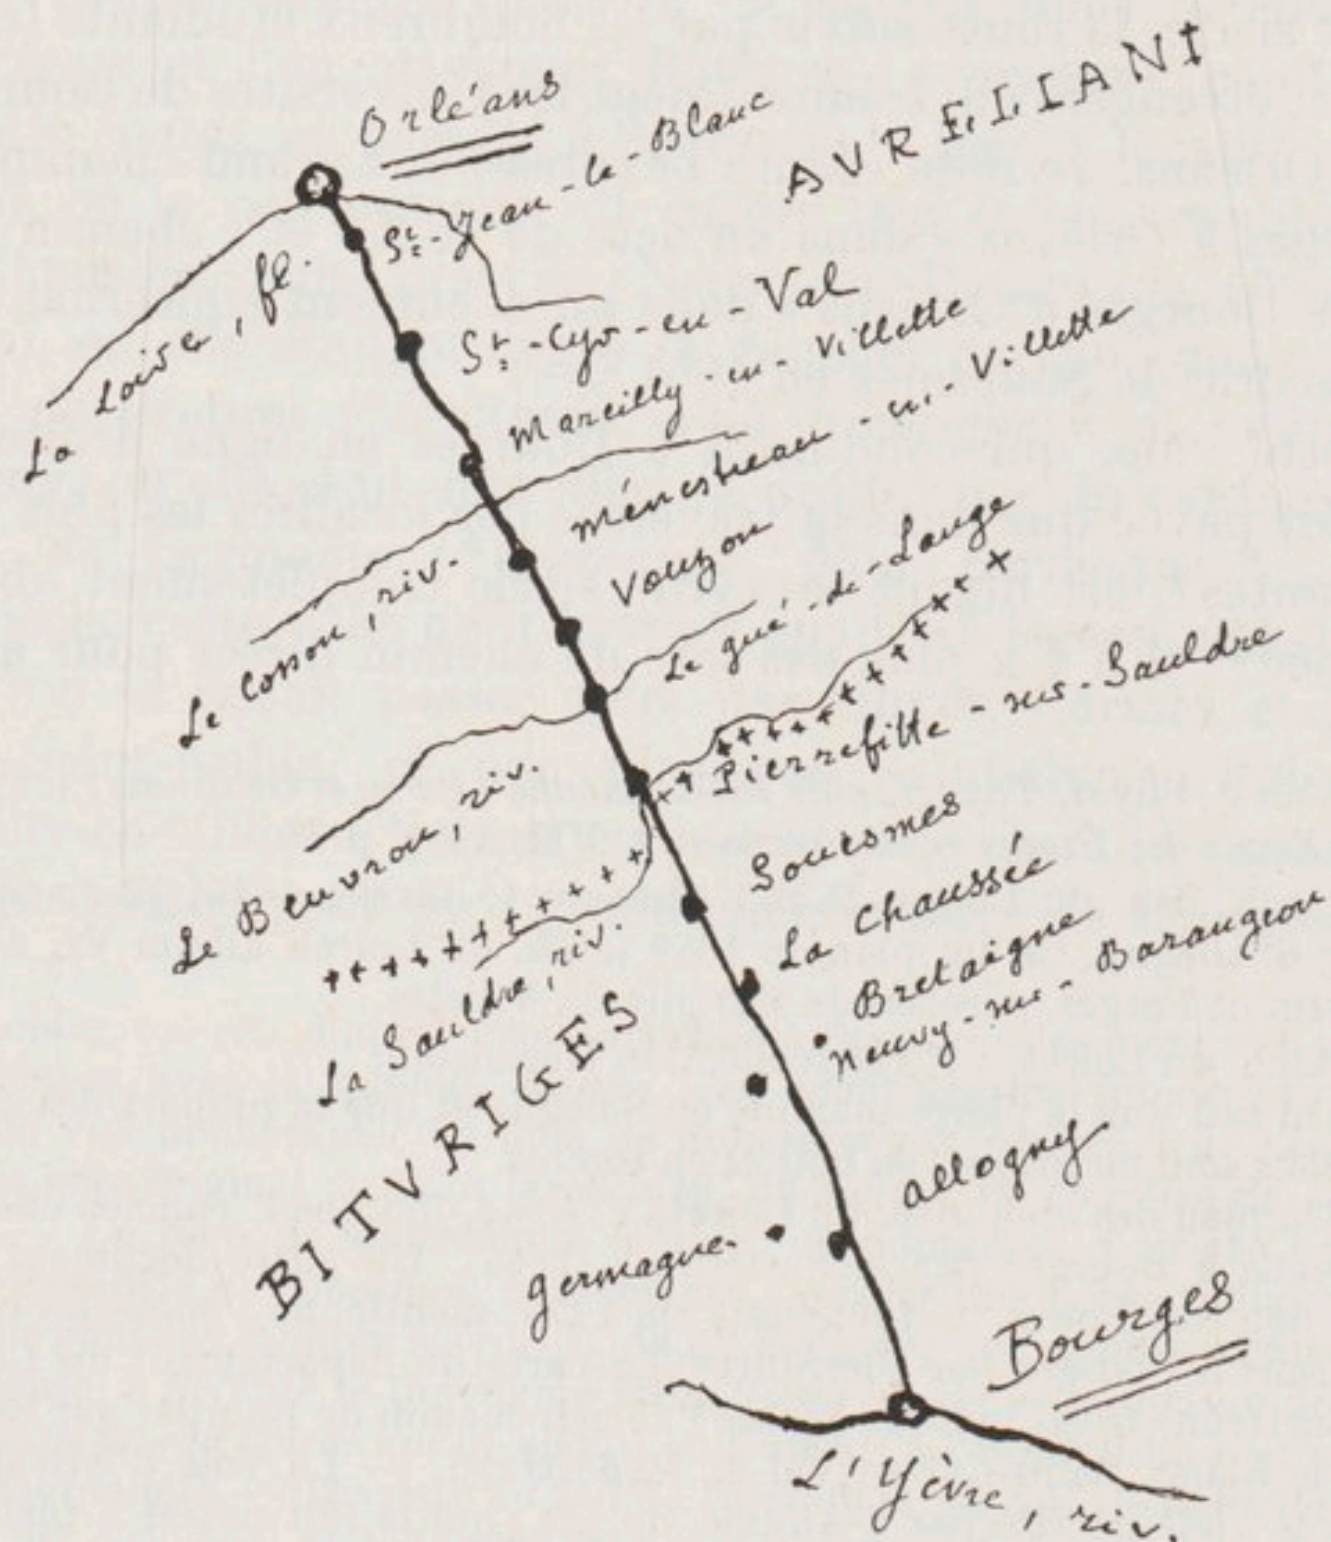 Orléans
AVRELIANI
St-Jean-le-Blanc
La Loire, fl.
St-Cyr-en-Val
Marcilly-en-Villette
Ménestreau-en-Villette
Le Cosson, riv.
Vouzon
Le gué-de-Lauge
Le Beuvron, riv.
Pierrefitte-sur-Sauldre
Souesmes
La Chaussée
La Sauldre, riv.
Bretaigne
Neuvy-sur-Barangeon
BITVRIGES
Allogny
Germagne
Bourges
L'Yèvre, riv.